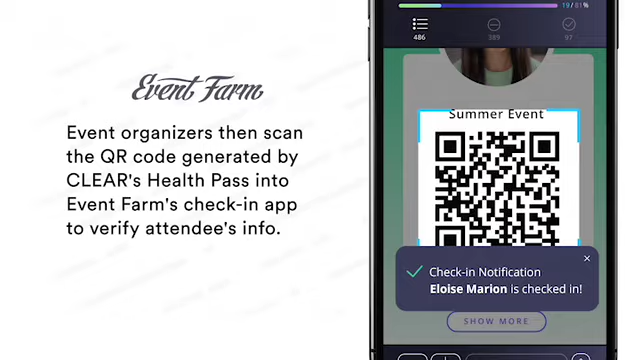 Event Farm
Event organizers then scan
the QR code generated by
CLEAR's Health Pass into
Event Farm's check-in app
to verify attendee's info.
19 / 81%
486
389
97
Summer Event
Check-in Notification
Eloise Marion is checked in!
SHOW MORE